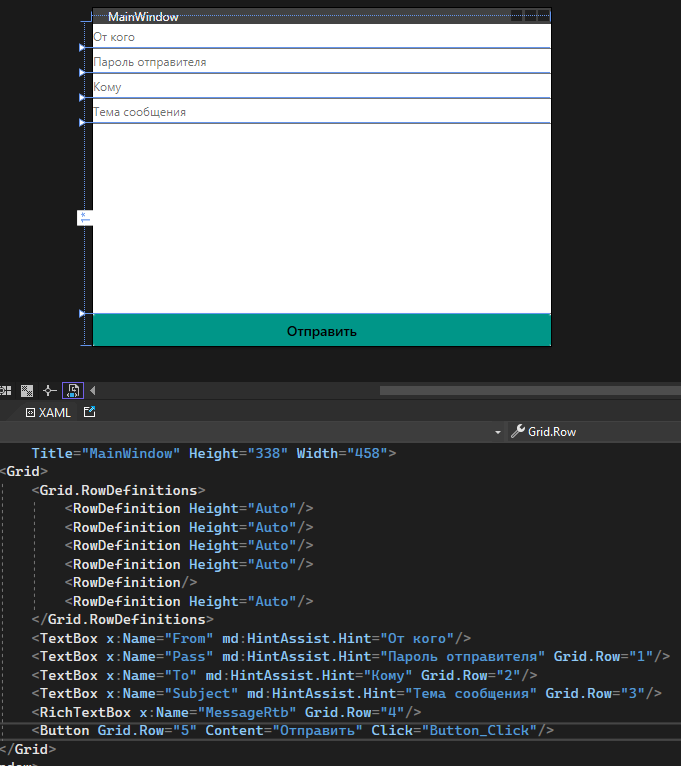 MainWindow
От кого
Пароль отправителя
Кому
Тема сообщения
1*
Отправить
XAML
Grid.Row
Title="MainWindow" Height="338" Width="458">
<Grid>
<Grid.RowDefinitions>
<RowDefinition Height="Auto"/>
<RowDefinition Height="Auto"/>
<RowDefinition Height="Auto"/>
<RowDefinition Height="Auto"/>
<RowDefinition/>
<RowDefinition Height="Auto"/>
</Grid.RowDefinitions>
<TextBox x:Name="From" md:HintAssist.Hint="От кого"/>
<TextBox x:Name="Pass" md:HintAssist.Hint="Пароль отправителя" Grid.Row="1"/>
<TextBox x:Name="To" md:HintAssist.Hint="Кому" Grid.Row="2"/>
<TextBox x:Name="Subject" md:HintAssist.Hint="Тема сообщения" Grid.Row="3"/>
<RichTextBox x:Name="MessageRtb" Grid.Row="4"/>
<Button Grid.Row="5" Content="Отправить" Click="Button_Click"/>
</Grid>